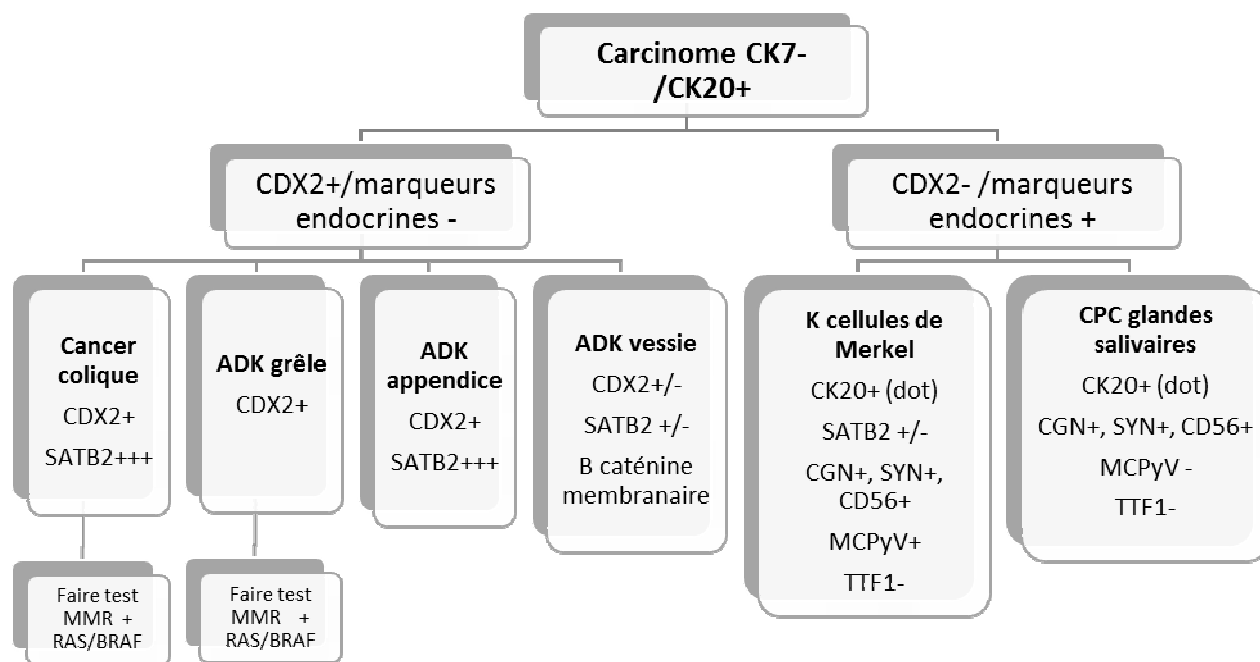 Carcinome CK7-
/CK20+
CDX2+/marqueurs
endocrines -
CDX2- /marqueurs
endocrines +
Cancer
colique
CDX2+
SATB2+++
ADK grêle
CDX2+
ADK
appendice
CDX2+
SATB2+++
ADK vessie
CDX2+/-
SATB2 +/-
B caténine
membranaire
K cellules de
Merkel
CK20+ (dot)
SATB2 +/-
CGN+, SYN+,
CD56+
MCPyV+
TTF1-
CPC glandes
salivaires
CK20+ (dot)
CGN+, SYN+, CD56+
MCPyV -
TTF1-
Faire test
MMR +
RAS/BRAF
Faire test
MMR +
RAS/BRAF